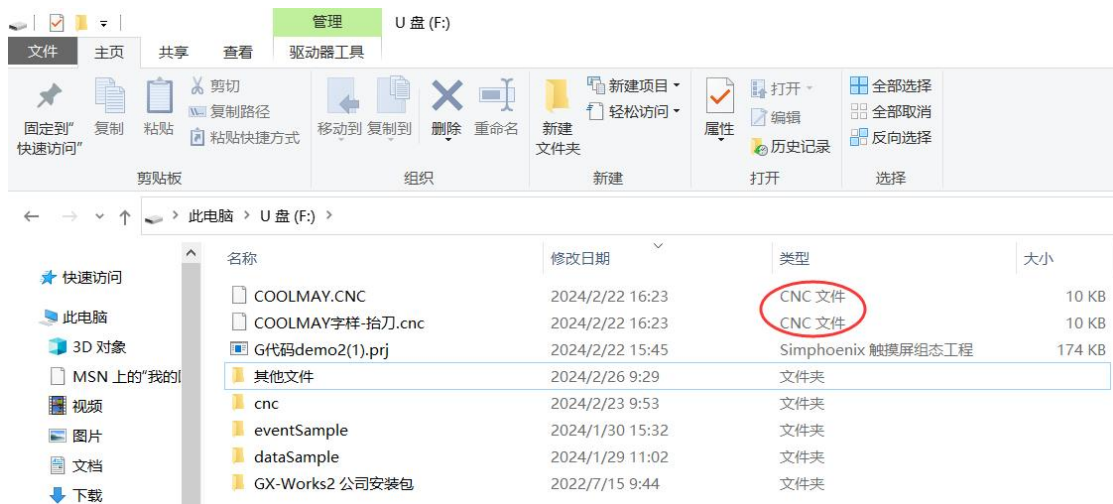 管理 U 盘 (F:)
文件 主页 共享 查看 驱动器工具
固定到"快速访问"
复制
粘贴
剪切
复制路径
粘贴快捷方式
剪贴板
移动到 复制到 删除 重命名
组织
新建文件夹
新建项目
轻松访问
新建
属性
打开
编辑
历史记录
打开
全部选择
全部取消
反向选择
选择
此电脑 > U 盘 (F:) >
快速访问
此电脑
3D 对象
MSN 上的"我的
视频
图片
文档
下载
名称 修改日期 类型 大小
COOLMAY.CNC 2024/2/22 16:23 CNC 文件 10 KB
COOLMAY字样-抬刀.cnc 2024/2/22 16:23 CNC 文件 10 KB
G代码demo2(1).prj 2024/2/22 15:45 Simphoenix 触摸屏组态工程 174 KB
其他文件 2024/2/26 9:29 文件夹
cnc 2024/2/23 9:53 文件夹
eventSample 2024/1/30 15:32 文件夹
dataSample 2024/1/29 11:02 文件夹
GX-Works2 公司安装包 2022/7/15 9:44 文件夹